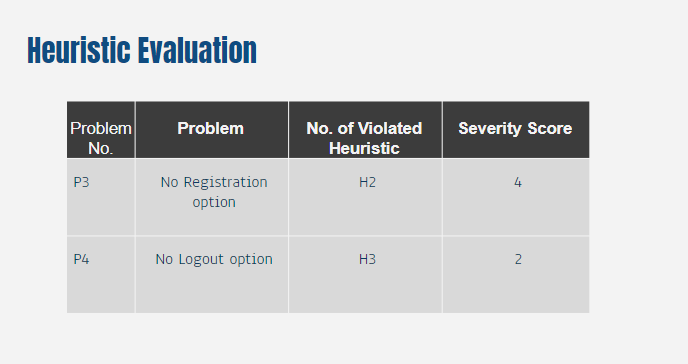 Heuristic Evaluation
Problem No.
Problem
No. of Violated Heuristic
Severity Score
P3
No Registration option
H2
4
P4
No Logout option
H3
2